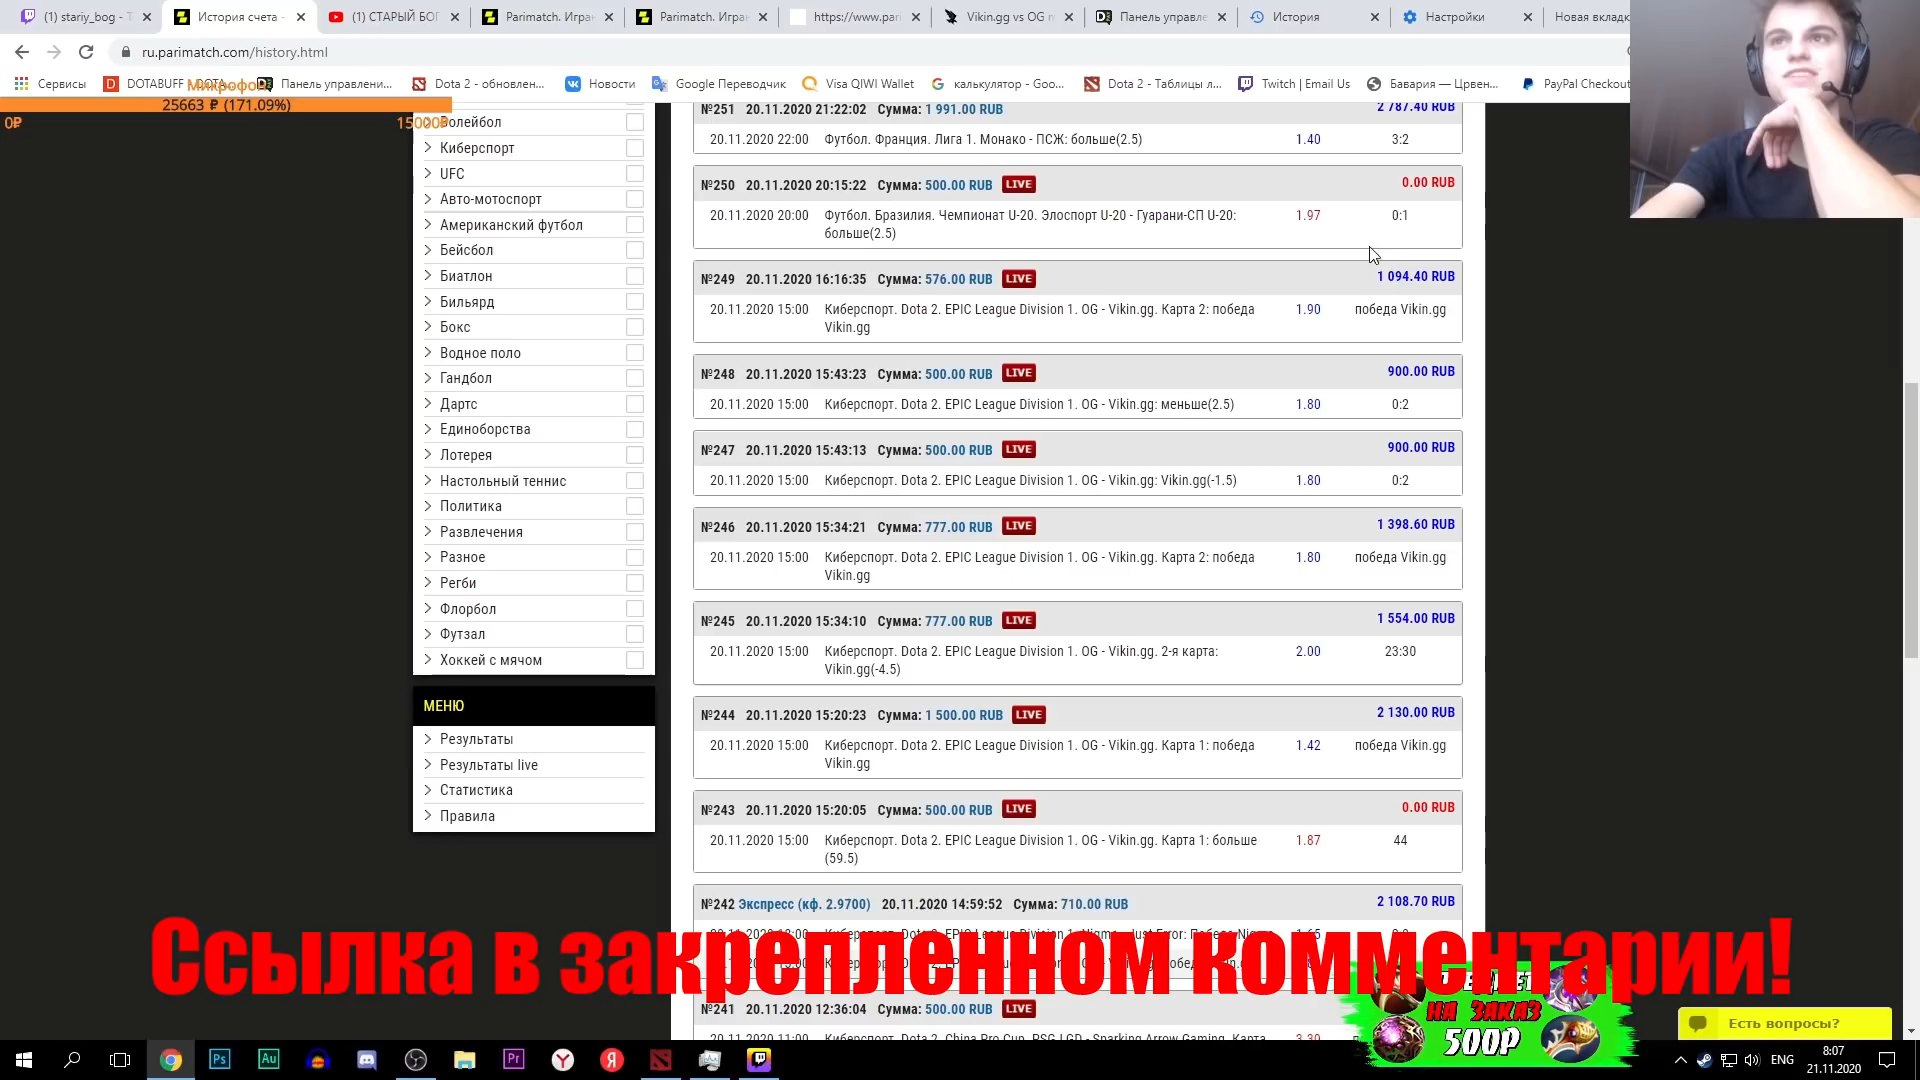 (1) stariy_bog - T
История счета -
(1) СТАРЫЙ БОГ
Parimatch. Игра
Parimatch. Игра
https://www.pari
Vikin.gg vs OG
Панель управле
История
Настройки
Новая вкладк
ru.parimatch.com/history.html
Сервисы
DOTABUFF - DOTA
Панель управлени...
Dota 2 - обновлен...
Новости
Google Переводчик
Visa QIWI Wallet
калькулятор - Goo...
Dota 2 - Таблицы л...
Twitch | Email Us
Бавария — Црвен...
PayPal Checkout
Микрофон
25663 ₽ (171.09%)
0₽
15000₽
Волейбол
Киберспорт
UFC
Авто-мотоспорт
Американский футбол
Бейсбол
Биатлон
Бильярд
Бокс
Водное поло
Гандбол
Дартс
Единоборства
Лотерея
Настольный теннис
Политика
Развлечения
Разное
Регби
Флорбол
Футзал
Хоккей с мячом
МЕНЮ
Результаты
Результаты live
Статистика
Правила
№251 20.11.2020 21:22:02 Сумма: 1 991.00 RUB 2 787.40 RUB
20.11.2020 22:00 Футбол. Франция. Лига 1. Монако - ПСЖ: больше(2.5) 1.40 3:2
№250 20.11.2020 20:15:22 Сумма: 500.00 RUB LIVE 0.00 RUB
20.11.2020 20:00 Футбол. Бразилия. Чемпионат U-20. Элоспорт U-20 - Гуарани-СП U-20: 1.97 0:1
больше(2.5)
№249 20.11.2020 16:16:35 Сумма: 576.00 RUB LIVE 1 094.40 RUB
20.11.2020 15:00 Киберспорт. Dota 2. EPIC League Division 1. OG - Vikin.gg. Карта 2: победа 1.90 победа Vikin.gg
Vikin.gg
№248 20.11.2020 15:43:23 Сумма: 500.00 RUB LIVE 900.00 RUB
20.11.2020 15:00 Киберспорт. Dota 2. EPIC League Division 1. OG - Vikin.gg: меньше(2.5) 1.80 0:2
№247 20.11.2020 15:43:13 Сумма: 500.00 RUB LIVE 900.00 RUB
20.11.2020 15:00 Киберспорт. Dota 2. EPIC League Division 1. OG - Vikin.gg: Vikin.gg(-1.5) 1.80 0:2
№246 20.11.2020 15:34:21 Сумма: 777.00 RUB LIVE 1 398.60 RUB
20.11.2020 15:00 Киберспорт. Dota 2. EPIC League Division 1. OG - Vikin.gg. Карта 2: победа 1.80 победа Vikin.gg
Vikin.gg
№245 20.11.2020 15:34:10 Сумма: 777.00 RUB LIVE 1 554.00 RUB
20.11.2020 15:00 Киберспорт. Dota 2. EPIC League Division 1. OG - Vikin.gg. 2-я карта: 2.00 23:30
Vikin.gg(-4.5)
№244 20.11.2020 15:20:23 Сумма: 1 500.00 RUB LIVE 2 130.00 RUB
20.11.2020 15:00 Киберспорт. Dota 2. EPIC League Division 1. OG - Vikin.gg. Карта 1: победа 1.42 победа Vikin.gg
Vikin.gg
№243 20.11.2020 15:20:05 Сумма: 500.00 RUB LIVE 0.00 RUB
20.11.2020 15:00 Киберспорт. Dota 2. EPIC League Division 1. OG - Vikin.gg. Карта 1: больше 1.87 44
(59.5)
№242 Экспресс (кф. 2.9700) 20.11.2020 14:59:52 Сумма: 710.00 RUB 2 108.70 RUB
Ссылка в закрепленном комментарии!
№241 20.11.2020 12:36:04 Сумма: 500.00 RUB LIVE
20.11.2020 11:00 Киберспорт. Dota 2. China Pro Cup. PSG.LGD - Sparking Arrow Gaming. Карта 3.30
НА ЗАКАЗ
500Р
Есть вопросы?
ENG
8:07
21.11.2020